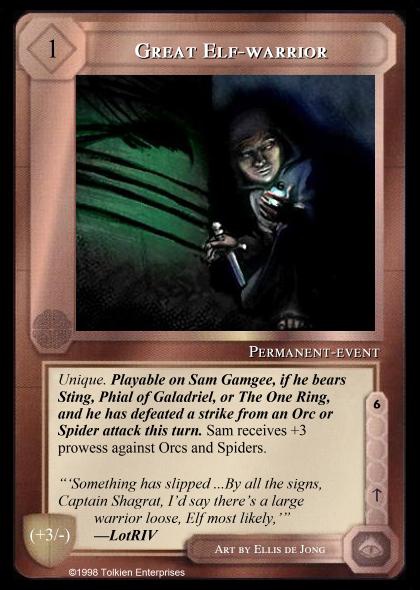 1
GREAT ELF-WARRIOR
PERMANENT-EVENT
Unique. Playable on Sam Gamgee, if he bears
Sting, Phial of Galadriel, or The One Ring,
and he has defeated a strike from an Orc or
Spider attack this turn. Sam receives +3
prowess against Orcs and Spiders.
6
“‘Something has slipped ...By all the signs,
Captain Shagrat, I’d say there’s a large
warrior loose, Elf most likely,’”
—LotRIV
(+3/-)
ART BY ELLIS DE JONG
©1998 Tolkien Enterprises